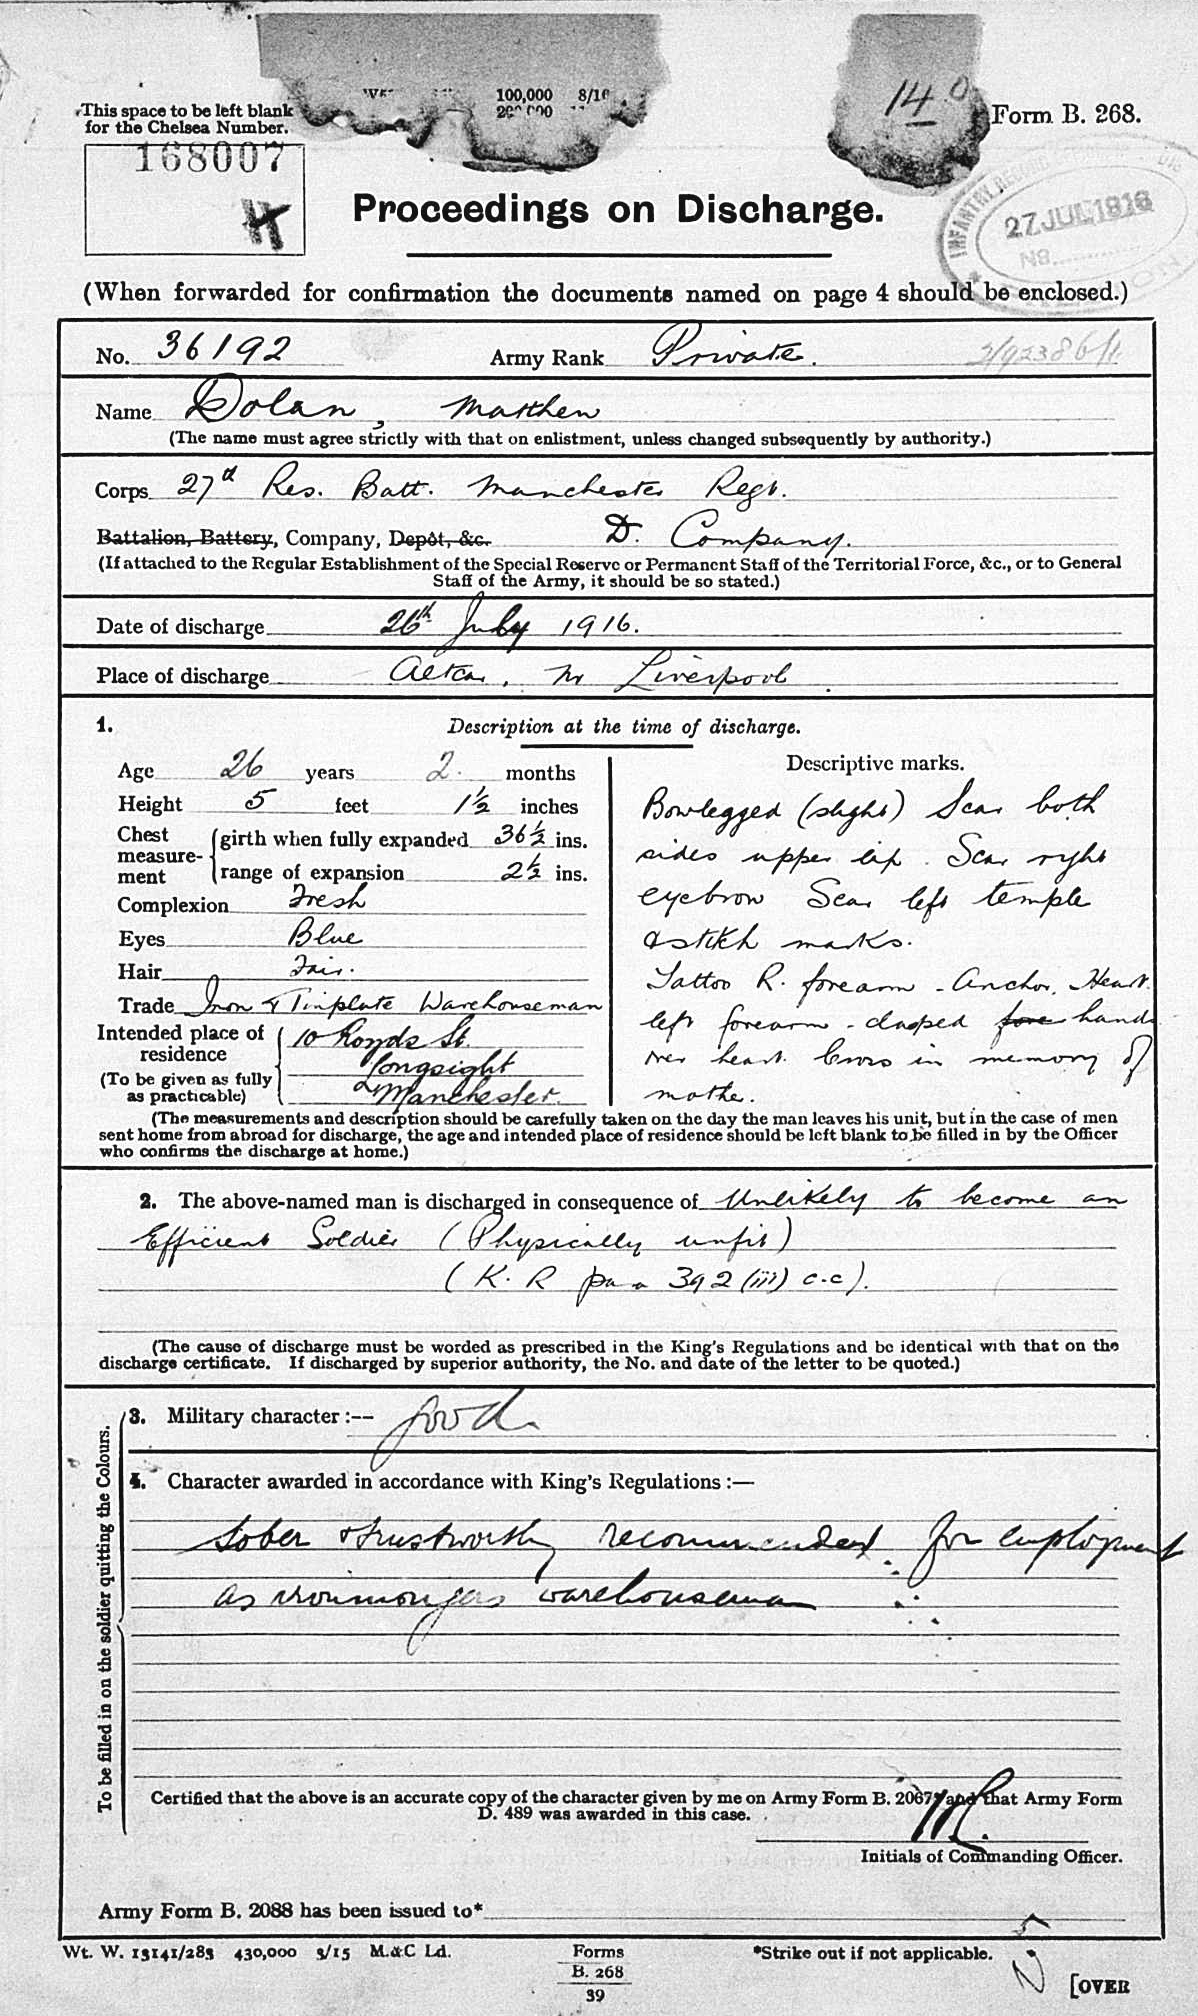 100,000 8/16
14
This space to be left blank
for the Chelsea Number.
Form B. 268.
168007
INFANTRY RECORD
27 JUL 1916
No.
Proceedings on Discharge.
(When forwarded for confirmation the documents named on page 4 should be enclosed.)
No. 36192 Army Rank Private.
Name Dolan, Matthew
(The name must agree strictly with that on enlistment, unless changed subsequently by authority.)
Corps 27th Res. Batt. Manchester Regt.
Battalion, Battery, Company, Depôt, &c. D. Company.
(If attached to the Regular Establishment of the Special Reserve or Permanent Staff of the Territorial Force, &c., or to General
Staff of the Army, it should be so stated.)
Date of discharge 26th July 1916.
Place of discharge Altcar, Nr Liverpool.
1. Description at the time of discharge.
Age 26 years 2. months
Height 5 feet 1½ inches
Chest measurement
girth when fully expanded 36½ ins.
range of expansion 2½ ins.
Complexion Fresh
Eyes Blue
Hair Fair.
Trade Iron & Tinplate Warehouseman
Intended place of residence
(To be given as fully as practicable)
10 Royds St.
Longsight
Manchester.
Descriptive marks.
Bowlegged (slight) Scar both
sides upper lip. Scar right
eyebrow Scar left temple
& stitch marks.
Tattoo R. forearm - Anchor, Heart.
left forearm - clasped fore hands
over heart. Cross in memory of
mother.
(The measurements and description should be carefully taken on the day the man leaves his unit, but in the case of men
sent home from abroad for discharge, the age and intended place of residence should be left blank to be filled in by the Officer
who confirms the discharge at home.)
2. The above-named man is discharged in consequence of Unlikely to become an
Efficient Soldier (Physically unfit)
(K. R para 392 (iii) c.c).
(The cause of discharge must be worded as prescribed in the King's Regulations and be identical with that on the
discharge certificate. If discharged by superior authority, the No. and date of the letter to be quoted.)
To be filled in on the soldier quitting the Colours.
3. Military character :-- good.
4. Character awarded in accordance with King's Regulations :—
Sober & trustworthy recommended for employment
as ironmongers warehouseman
Certified that the above is an accurate copy of the character given by me on Army Form B. 2067* and that Army Form
D. 489 was awarded in this case.
Initials of Commanding Officer.
Army Form B. 2088 has been issued to*
Wt. W. 13141/283 430,000 3/15 M.&C Ld. Forms *Strike out if not applicable.
B. 268
39
[OVER